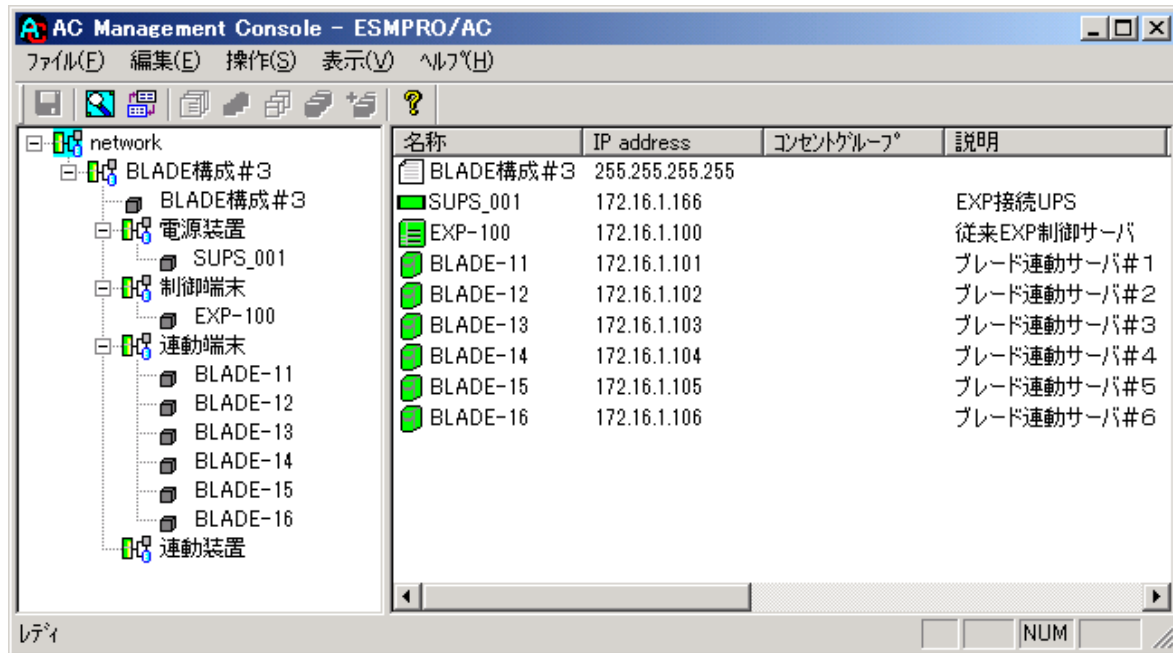 AC Management Console - ESMPRO/AC
ファイル(F) 編集(E) 操作(S) 表示(V) ヘルプ(H)
network
BLADE構成#3
BLADE構成#3
電源装置
SUPS_001
制御端末
EXP-100
連動端末
BLADE-11
BLADE-12
BLADE-13
BLADE-14
BLADE-15
BLADE-16
連動装置
名称 IP address コンセントグループ 説明
BLADE構成#3 255.255.255.255
SUPS_001 172.16.1.166 EXP接続UPS
EXP-100 172.16.1.100 従来EXP制御サーバ
BLADE-11 172.16.1.101 ブレード連動サーバ#1
BLADE-12 172.16.1.102 ブレード連動サーバ#2
BLADE-13 172.16.1.103 ブレード連動サーバ#3
BLADE-14 172.16.1.104 ブレード連動サーバ#4
BLADE-15 172.16.1.105 ブレード連動サーバ#5
BLADE-16 172.16.1.106 ブレード連動サーバ#6
レディ NUM